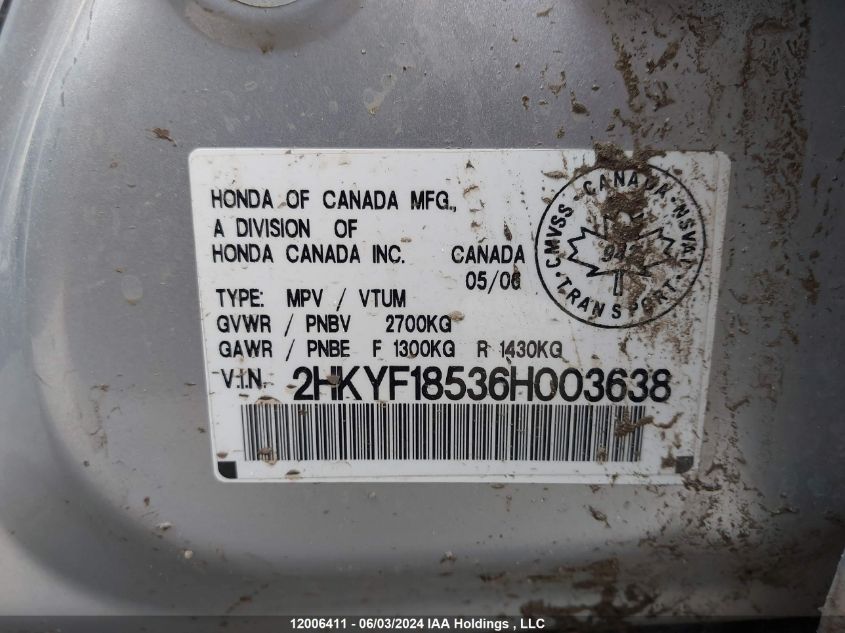 HONDA OF CANADA MFG.,
A DIVISION OF
HONDA CANADA INC. CANADA
05/06
TYPE: MPV / VTUM
GVWR / PNBV 2700KG
GAWR / PNBE F 1300KG R 1430KG
V.I.N. 2HKYF18536H003638
CANADA · NSVAC
TRANSPORT · CMVSS
12006411 - 06/03/2024 IAA Holdings , LLC